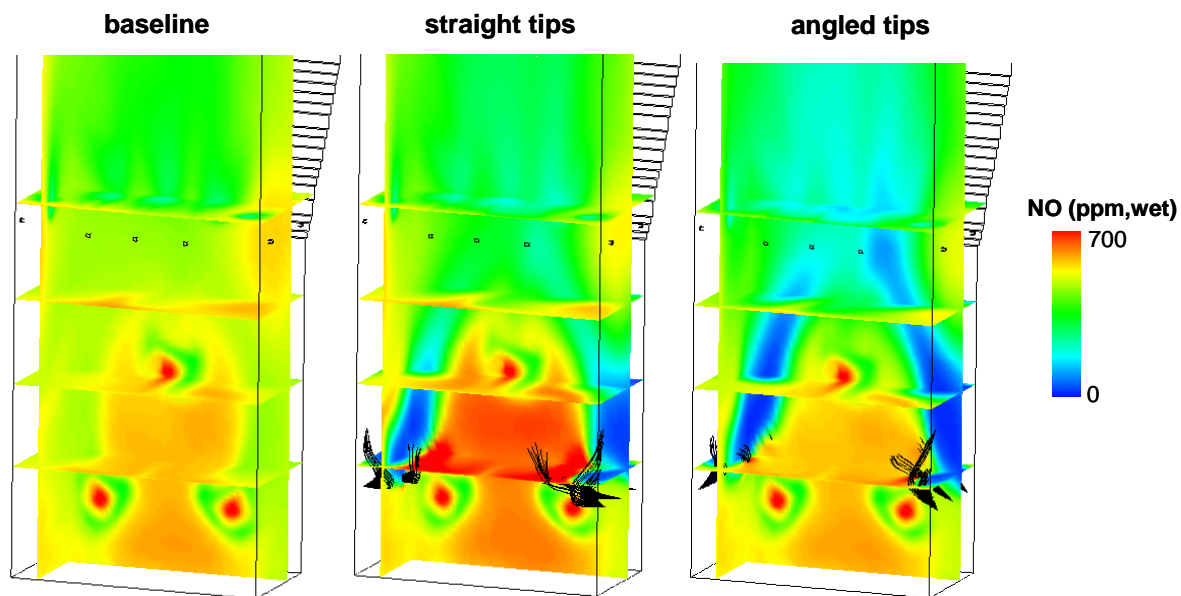 baseline
straight tips
angled tips
NO (ppm,wet)
700
0